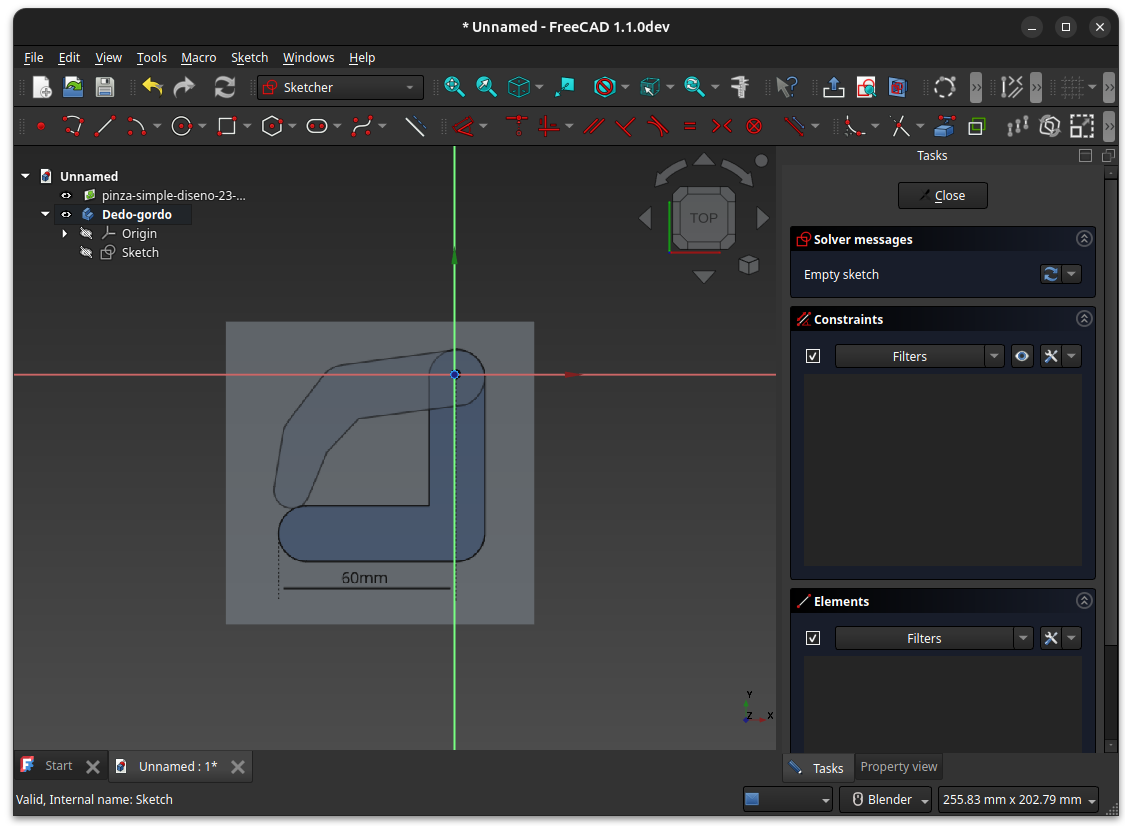 * Unnamed - FreeCAD 1.1.0dev
File Edit View Tools Macro Sketch Windows Help
Sketcher
Tasks
Close
Unnamed
pinza-simple-diseno-23-...
Dedo-gordo
Origin
Sketch
TOP
Solver messages
Empty sketch
Constraints
Filters
60mm
Elements
Filters
Y
Z X
Start
Unnamed : 1*
Tasks
Property view
Valid, Internal name: Sketch
Blender
255.83 mm x 202.79 mm